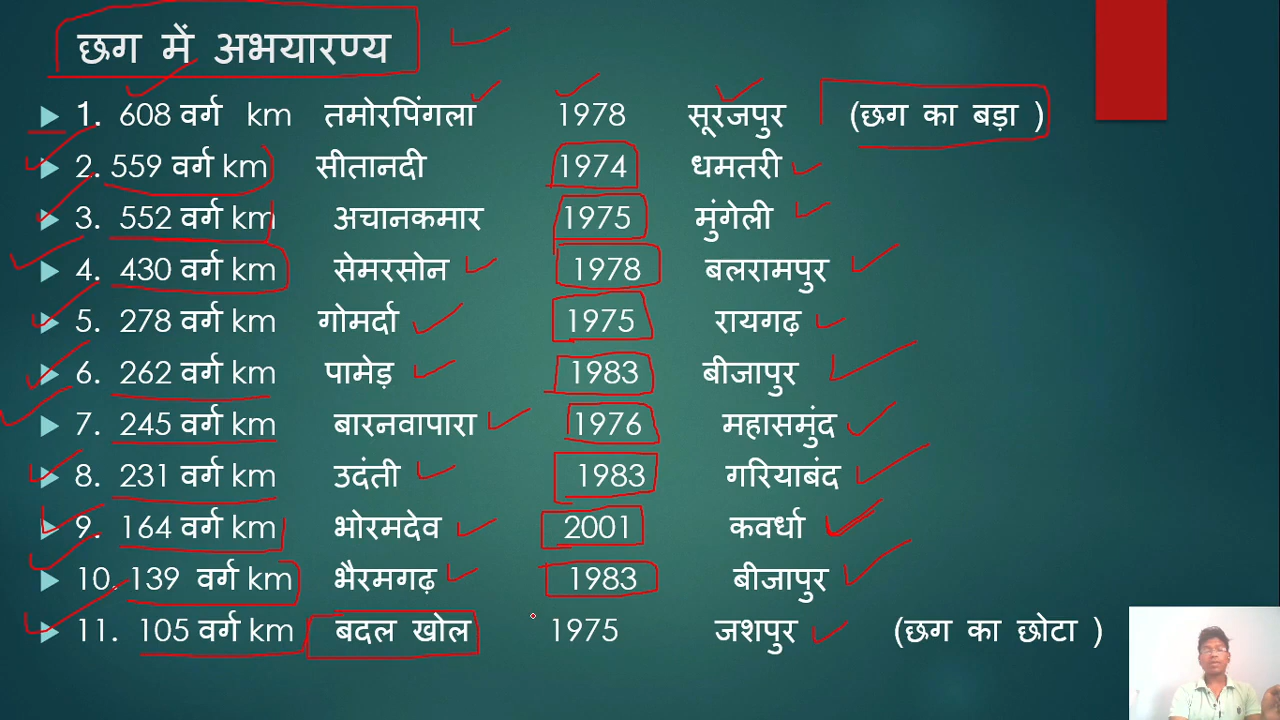 छग में अभयारण्य
1. 608 वर्ग km तमोरपिंगला 1978 सूरजपुर (छग का बड़ा )
2. 559 वर्ग km सीतानदी 1974 धमतरी
3. 552 वर्ग km अचानकमार 1975 मुंगेली
4. 430 वर्ग km सेमरसोन 1978 बलरामपुर
5. 278 वर्ग km गोमर्दा 1975 रायगढ़
6. 262 वर्ग km पामेड़ 1983 बीजापुर
7. 245 वर्ग km बारनवापारा 1976 महासमुंद
8. 231 वर्ग km उदंती 1983 गरियाबंद
9. 164 वर्ग km भोरमदेव 2001 कवर्धा
10. 139 वर्ग km भैरमगढ़ 1983 बीजापुर
11. 105 वर्ग km बदल खोल 1975 जशपुर (छग का छोटा )